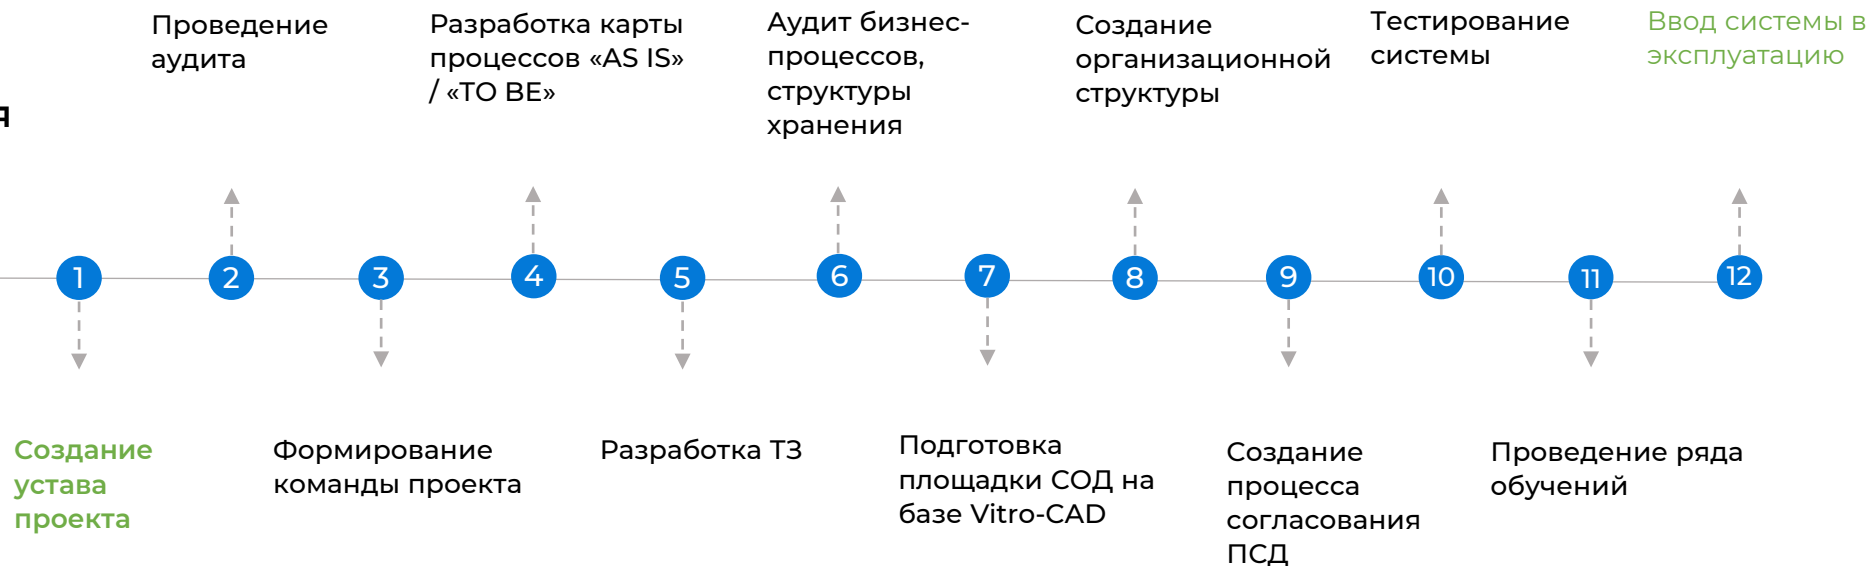 Проведение
аудита
Разработка карты
процессов «AS IS»
/ «TO BE»
Аудит бизнес-
процессов,
структуры
хранения
Создание
организационной
структуры
Тестирование
системы
Ввод системы в
эксплуатацию
я
1
2
3
4
5
6
7
8
9
10
11
12
Создание
устава
проекта
Формирование
команды проекта
Разработка ТЗ
Подготовка
площадки СОД на
базе Vitro-CAD
Создание
процесса
согласования
ПСД
Проведение ряда
обучений